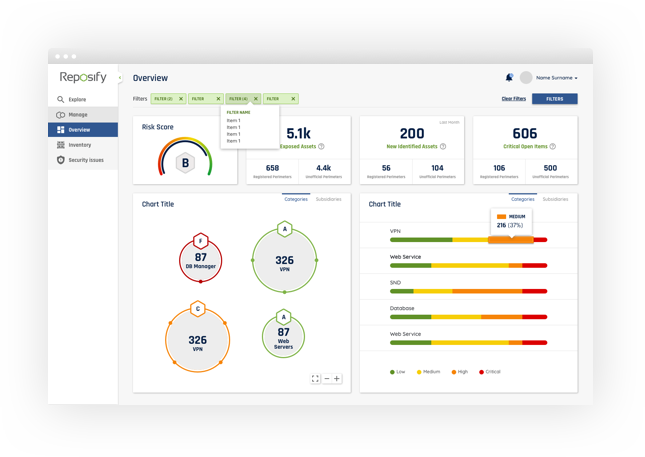 Reposify
Overview
Name Surname
Filters
FILTER (2) ×
FILTER ×
FILTER (4) ×
FILTER ×
Clear Filters
FILTERS
FILTER NAME
Item 1
Item 1
Item 1
Item 1
Explore
Manage
Overview
Inventory
Security Issues
Risk Score
B
5.1k
Exposed Assets
658
Registered Perimeters
4.4k
Unofficial Perimeters
Last month
200
New Identified Assets
56
Registered Perimeters
104
Unofficial Perimeters
606
Critical Open Items
106
Registered Perimeters
500
Unofficial Perimeters
Chart Title
Categories
Subsidiaries
F
87
DB Manager
A
326
VPN
C
326
VPN
A
87
Web
Servers
Chart Title
Categories
Subsidiaries
MEDIUM
216 (37%)
VPN
Web Service
SNO
Database
Web Service
Low
Medium
High
Critical